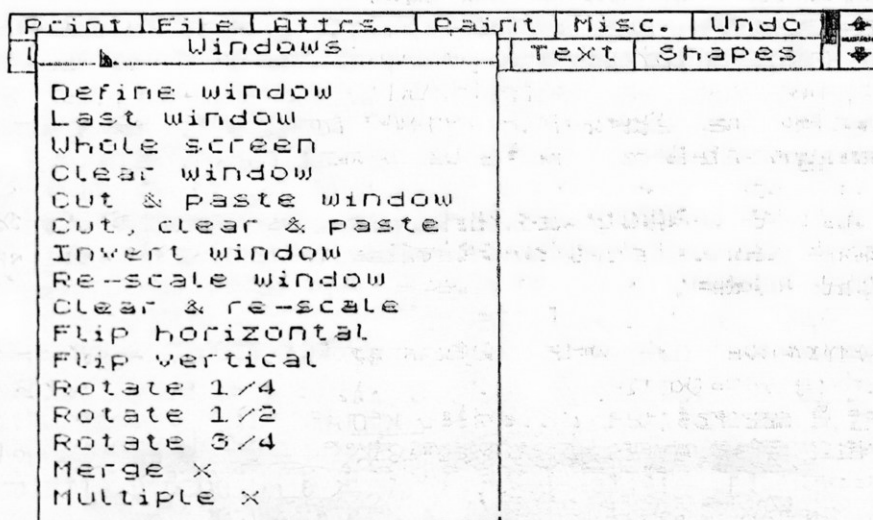 Print File Attrs. Paint Misc. Undo
Windows Text Shapes
Define window
Last window
Whole screen
Clear window
Cut & paste window
Cut, clear & paste
Invert window
Re-scale window
Clear & re-scale
Flip horizontal
Flip vertical
Rotate 1/4
Rotate 1/2
Rotate 3/4
Merge x
Multiple x